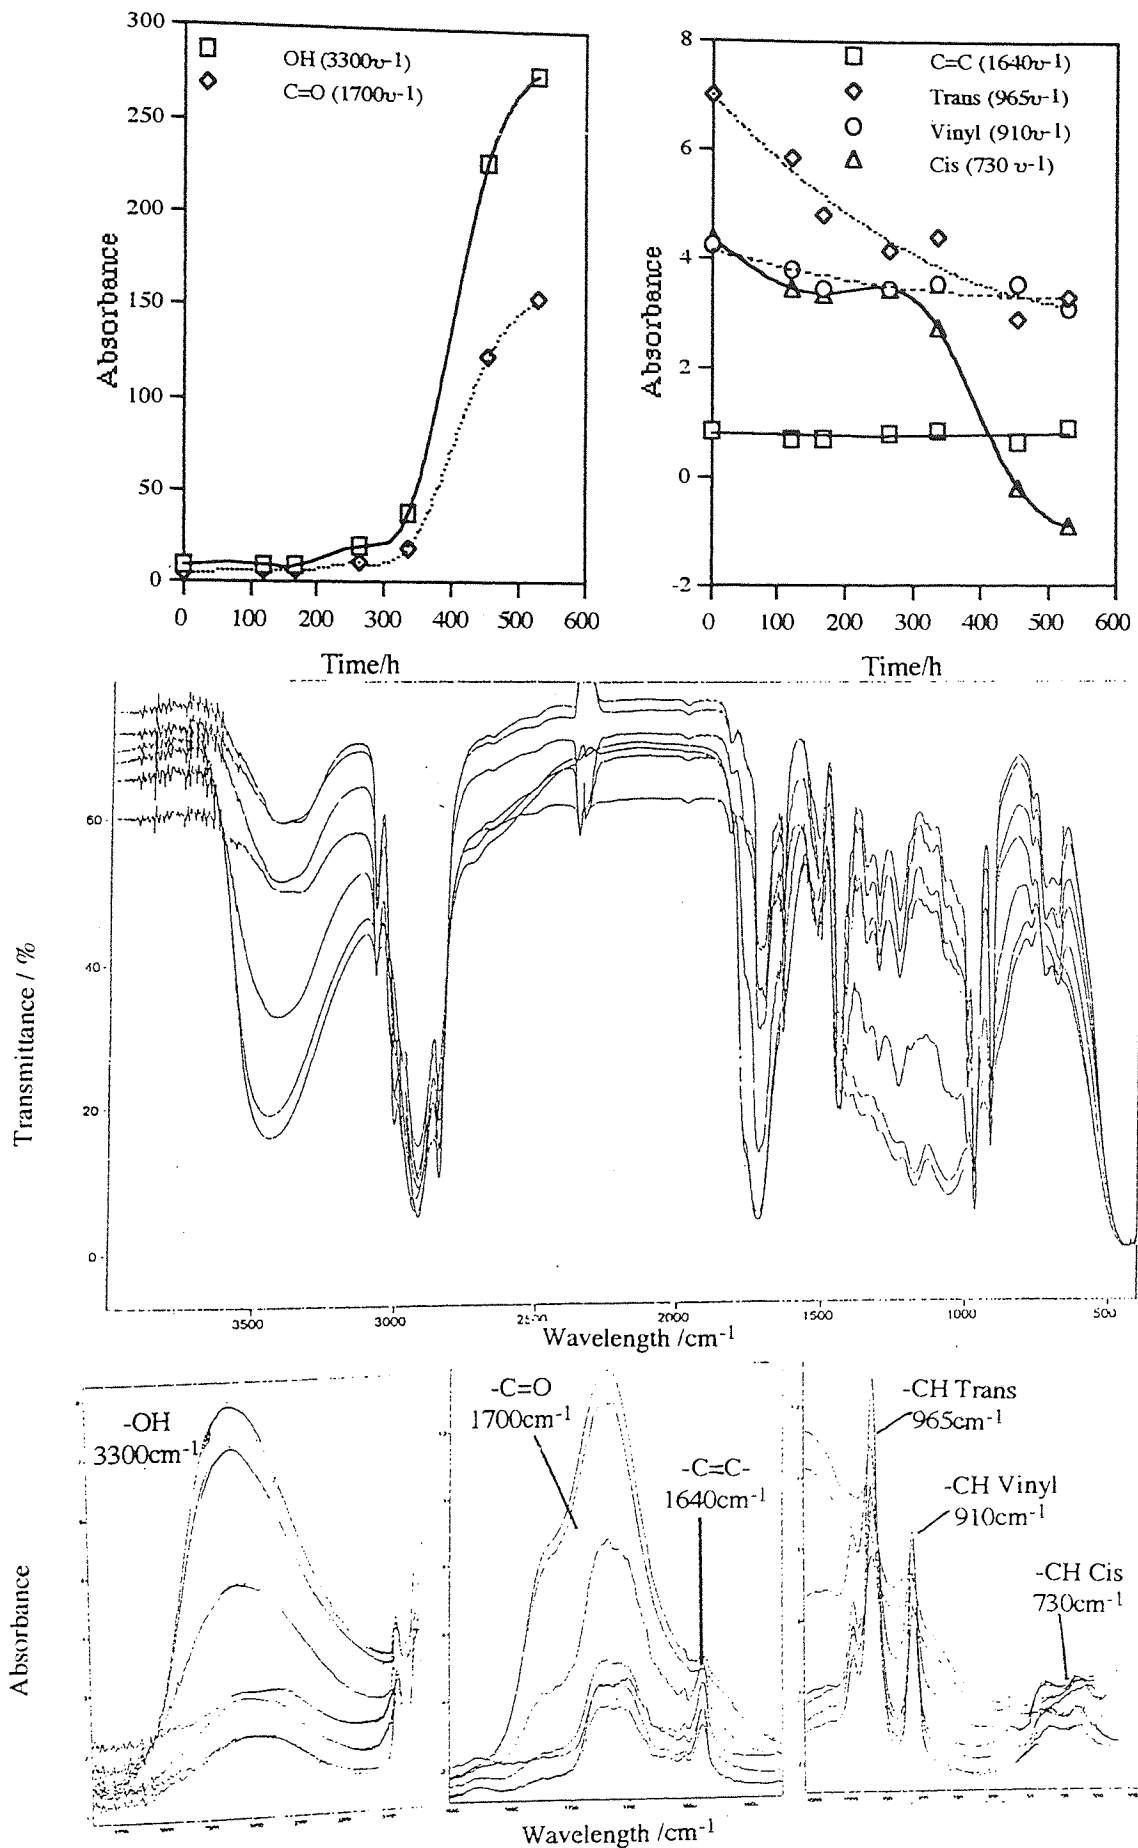 300
250
200
150
100
50
0
Absorbance
OH (3300υ-1)
C=O (1700υ-1)
0 100 200 300 400 500 600
Time/h
8
6
4
2
0
-2
Absorbance
C=C (1640υ-1)
Trans (965υ-1)
Vinyl (910υ-1)
Cis (730 υ-1)
0 100 200 300 400 500 600
Time/h
Transmittance / %
60
40
20
0
3500 3000 2000 1500 1000 500
Wavelength /cm-1
Absorbance
-OH
3300cm-1
-C=O
1700cm-1
-C=C-
1640cm-1
-CH Trans
965cm-1
-CH Vinyl
910cm-1
-CH Cis
730cm-1
Wavelength /cm-1